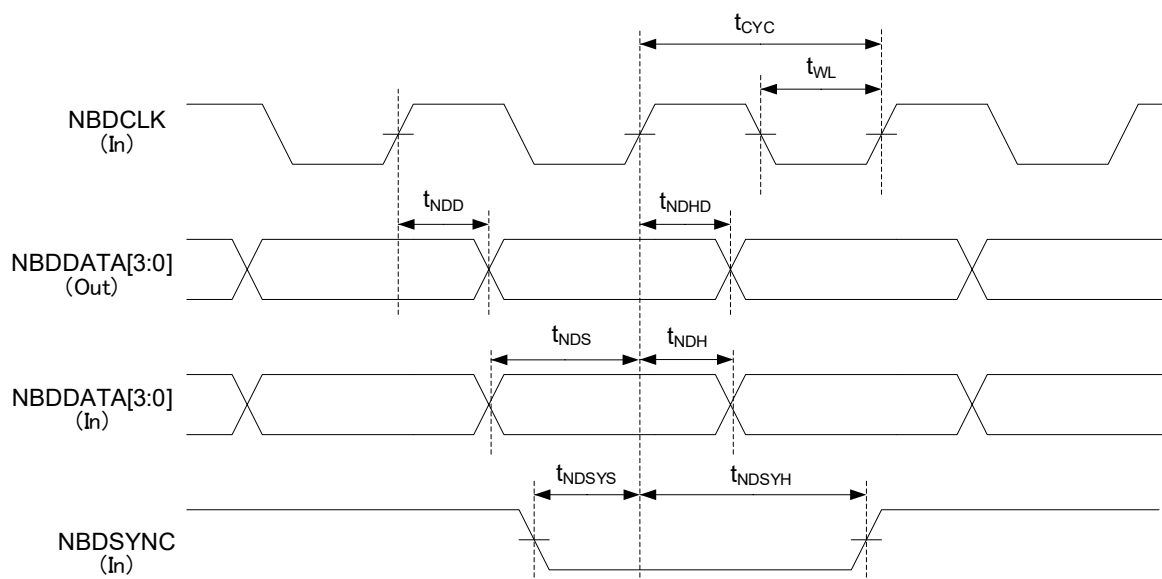 tCYC
tWL
NBDCLK
(In)
tNDD
tNDHD
NBDDATA[3:0]
(Out)
tNDS
tNDH
NBDDATA[3:0]
(In)
tNDSYS
tNDSYH
NBDSYNC
(In)